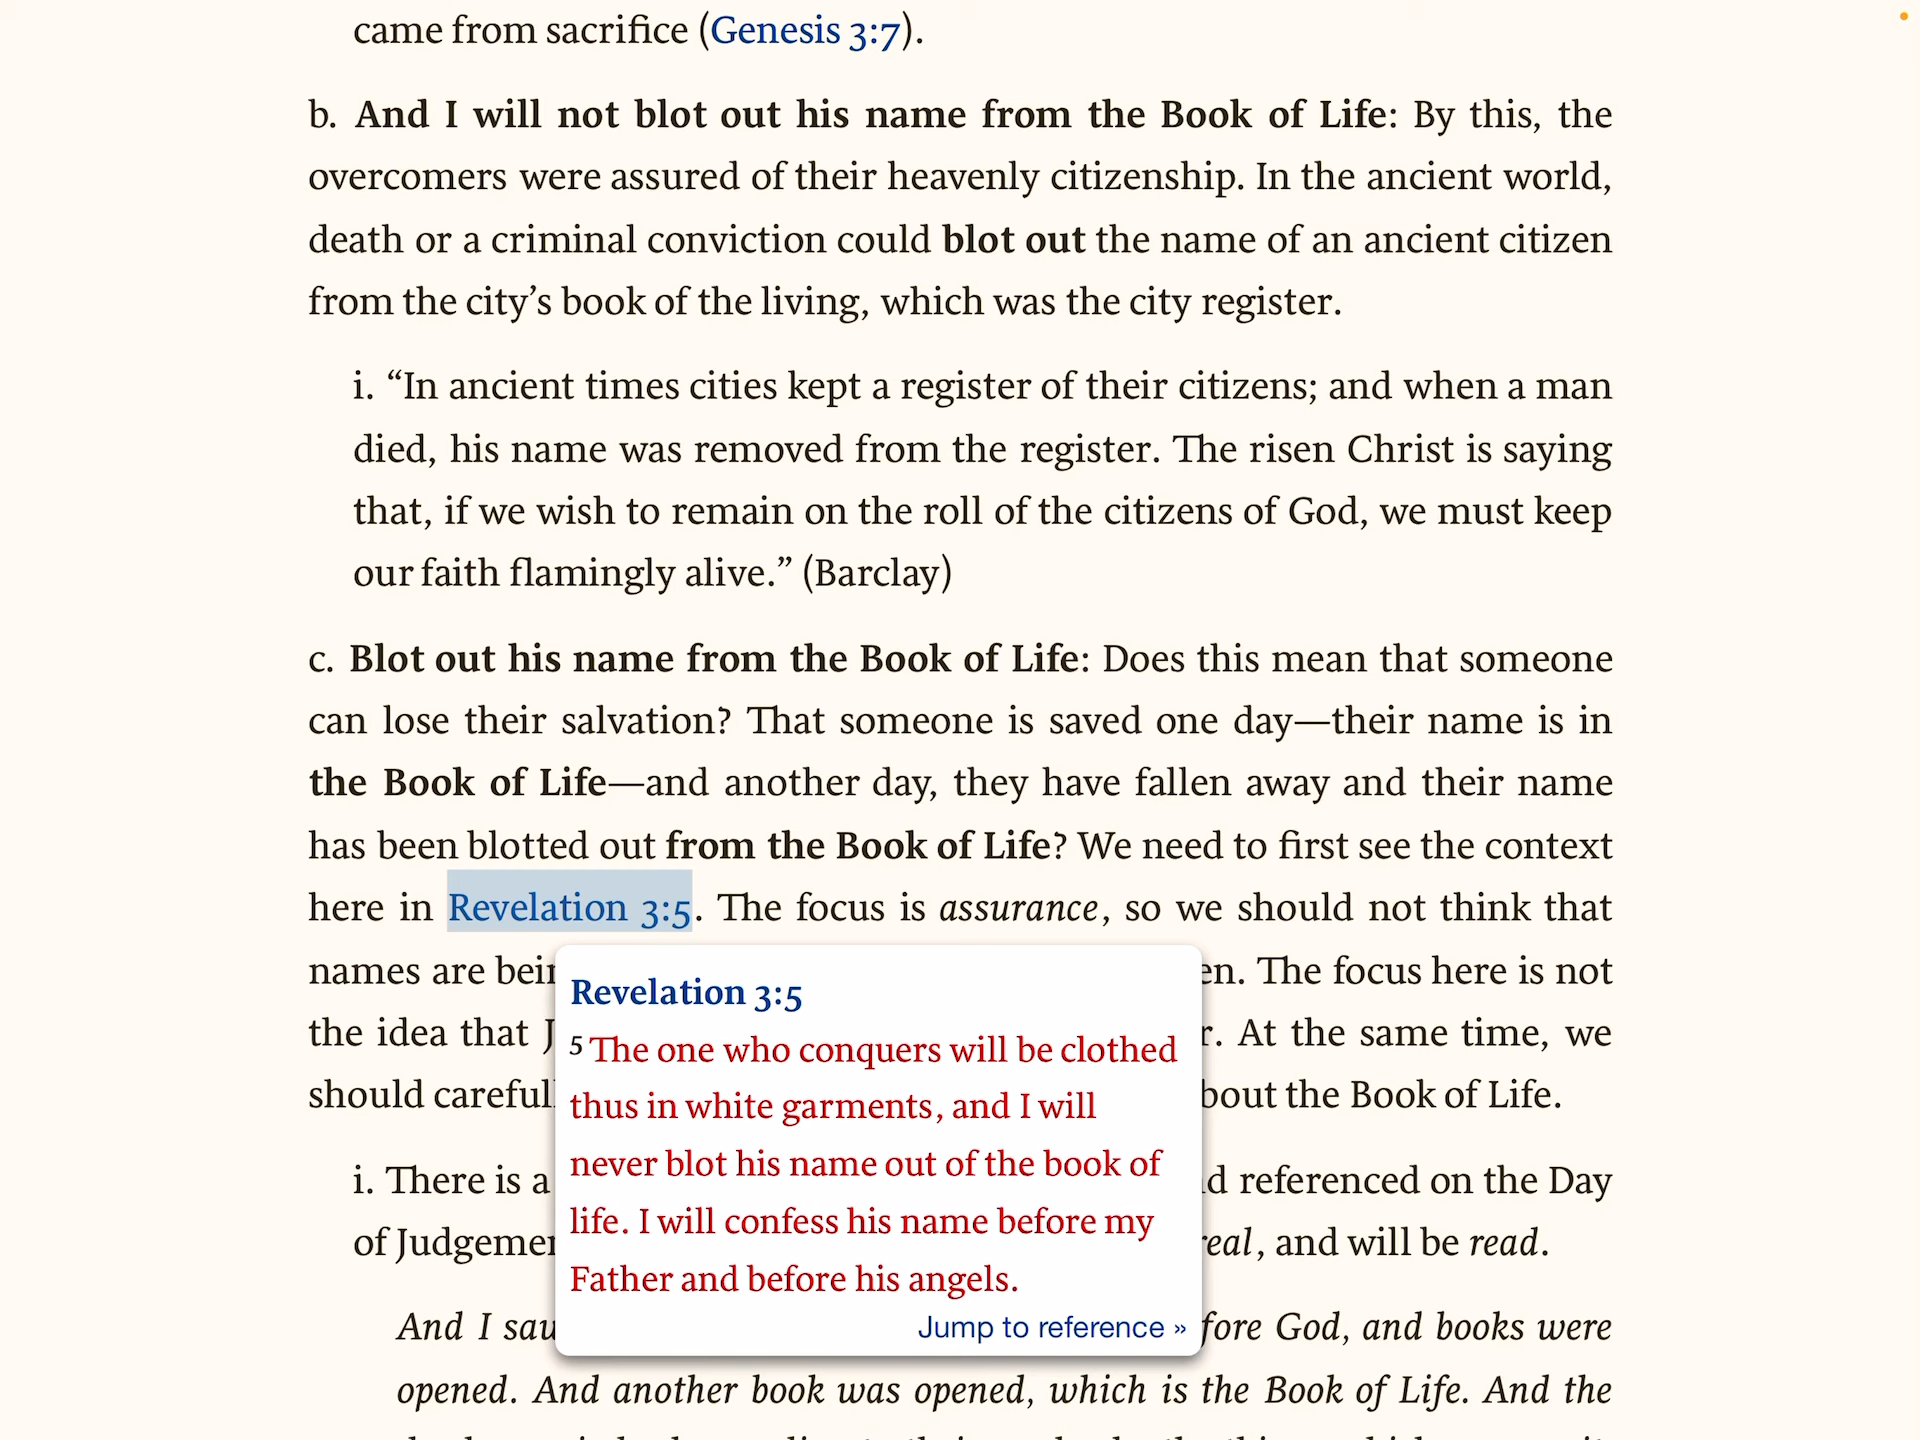 came from sacrifice (Genesis 3:7).
b. And I will not blot out his name from the Book of Life: By this, the
overcomers were assured of their heavenly citizenship. In the ancient world,
death or a criminal conviction could blot out the name of an ancient citizen
from the city’s book of the living, which was the city register.
i. “In ancient times cities kept a register of their citizens; and when a man
died, his name was removed from the register. The risen Christ is saying
that, if we wish to remain on the roll of the citizens of God, we must keep
our faith flamingly alive.” (Barclay)
c. Blot out his name from the Book of Life: Does this mean that someone
can lose their salvation? That someone is saved one day—their name is in
the Book of Life—and another day, they have fallen away and their name
has been blotted out from the Book of Life? We need to first see the context
here in Revelation 3:5. The focus is assurance, so we should not think that
names are The focus here is not
the idea that At the same time, we
should the Book of Life.
i. There is a referenced on the Day
of and will be read.
And I God, and books were
opened. And another book was opened, which is the Book of Life. And the
Revelation 3:5
5 The one who conquers will be clothed
thus in white garments, and I will
never blot his name out of the book of
life. I will confess his name before my
Father and before his angels.
Jump to reference »